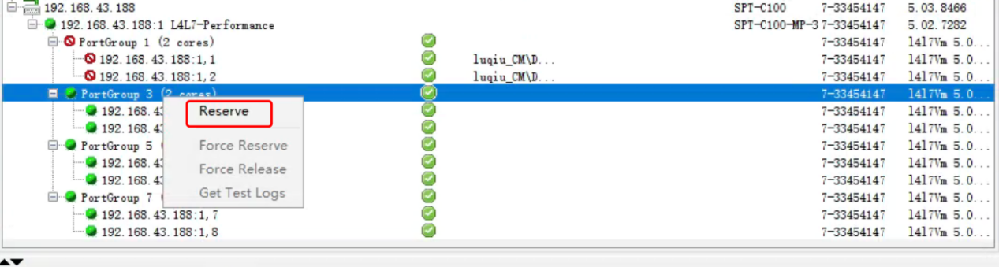 192.168.43.188 SPT-C100 7-33454147 5.03.8466
192.168.43.188:1 L4L7-Performance SPT-C100-MP-3 7-33454147 5.02.7282
PortGroup 1 (2 cores) 7-33454147 l4l7Vm 5.0...
192.168.43.188:1,1 luqiu_CM\D... 7-33454147 l4l7Vm 5.0...
192.168.43.188:1,2 luqiu_CM\D... 7-33454147 l4l7Vm 5.0...
PortGroup 3 (2 cores) 7-33454147 l4l7Vm 5.0...
192.168.43 Reserve 7-33454147 l4l7Vm 5.0...
192.168.43 7-33454147 l4l7Vm 5.0...
PortGroup 5 Force Reserve 7-33454147 l4l7Vm 5.0...
192.168.43 Force Release 7-33454147 l4l7Vm 5.0...
192.168.43 7-33454147 l4l7Vm 5.0...
PortGroup 7 Get Test Logs 7-33454147 l4l7Vm 5.0...
192.168.43.188:1,7 7-33454147 l4l7Vm 5.0...
192.168.43.188:1,8 7-33454147 l4l7Vm 5.0...